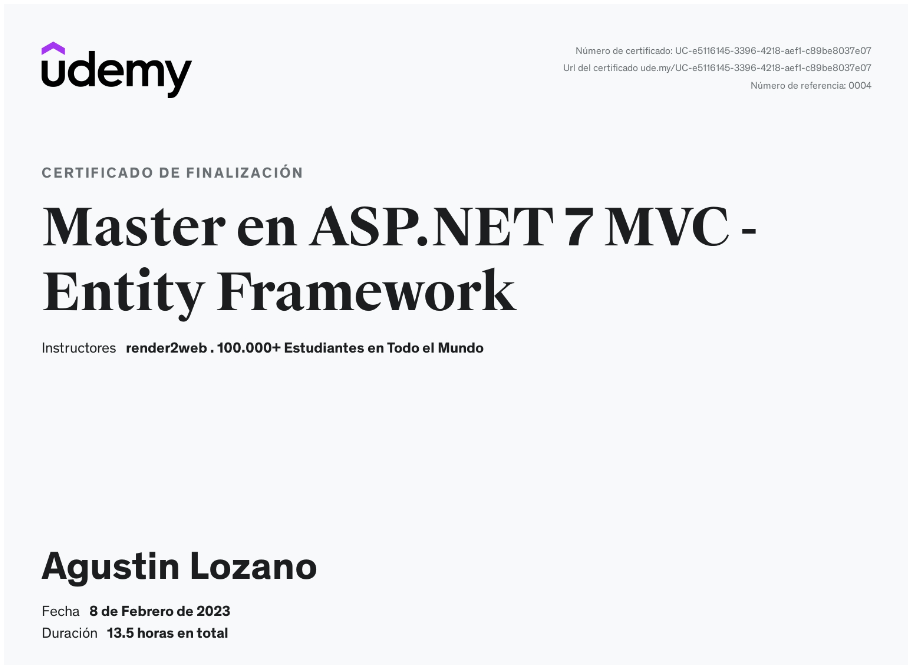 udemy
Número de certificado: UC-e5116145-3396-4218-aef1-c89be8037e07
Url del certificado ude.my/UC-e5116145-3396-4218-aef1-c89be8037e07
Número de referencia: 0004
CERTIFICADO DE FINALIZACIÓN
Master en ASP.NET 7 MVC -
Entity Framework
Instructores render2web . 100.000+ Estudiantes en Todo el Mundo
Agustin Lozano
Fecha 8 de Febrero de 2023
Duración 13.5 horas en total